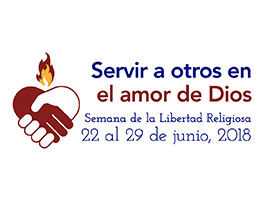 Servir a otros en
el amor de Dios
Semana de la Libertad Religiosa
22 al 29 de junio, 2018